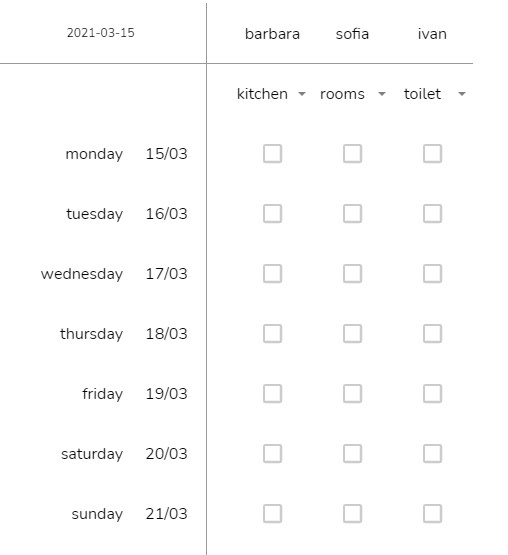 2021-03-15 barbara sofia ivan
kitchen rooms toilet
monday 15/03
tuesday 16/03
wednesday 17/03
thursday 18/03
friday 19/03
saturday 20/03
sunday 21/03